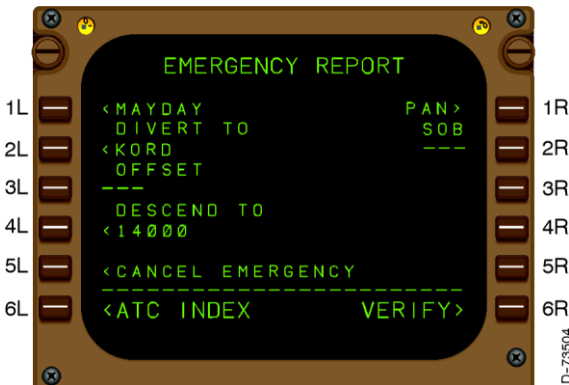 EMERGENCY REPORT
1L <MAYDAY PAN> 1R
DIVERT TO SOB
2L <KORD --- 2R
OFFSET
3L --- 3R
DESCEND TO
4L <14000 4R
5L <CANCEL EMERGENCY 5R
------------------------
6L <ATC INDEX VERIFY> 6R
D-73504